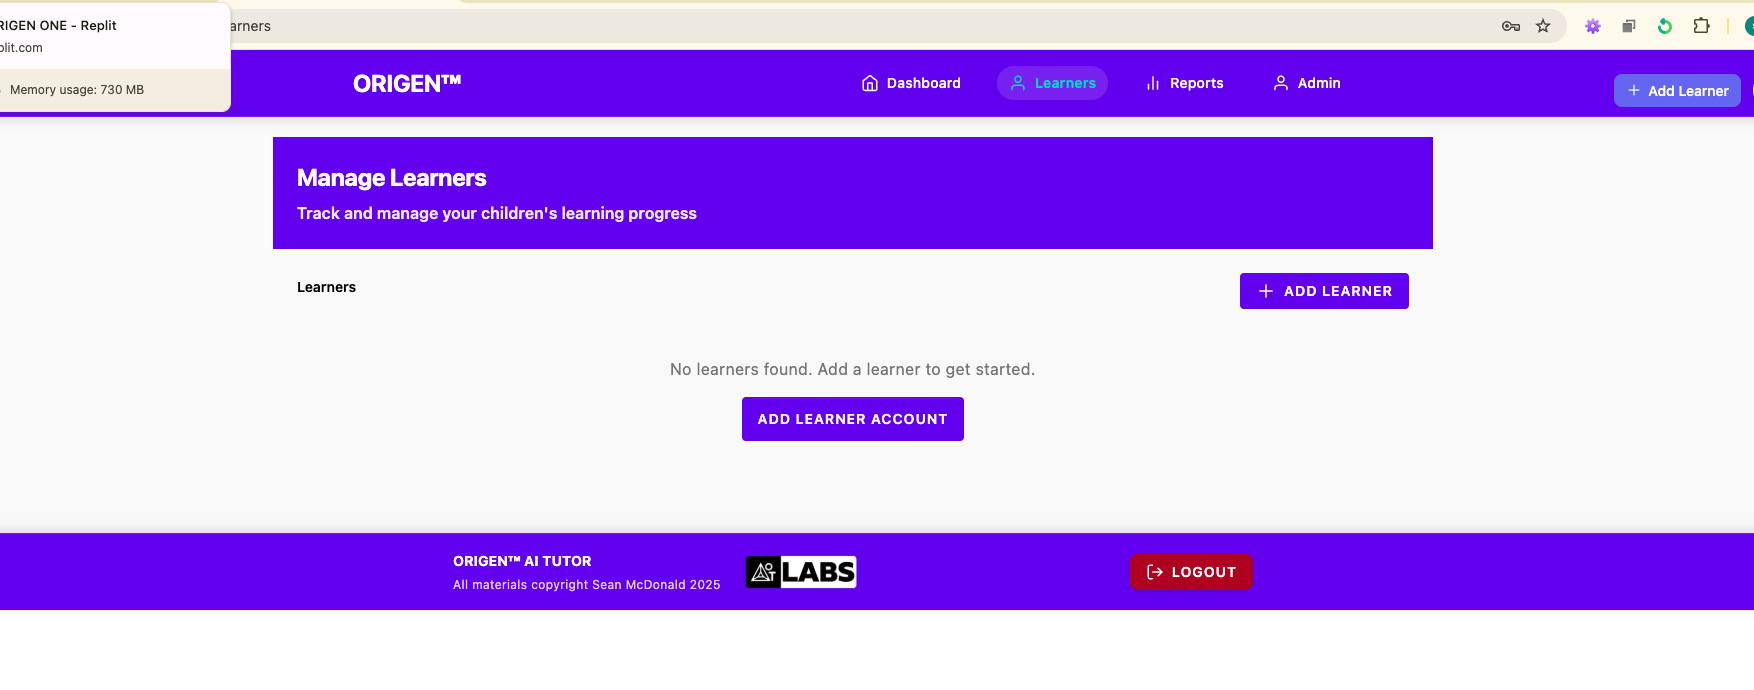 RIGEN ONE - Replit
plit.com
Memory usage: 730 MB
arners
ORIGEN™
Dashboard
Learners
Reports
Admin
+ Add Learner
Manage Learners
Track and manage your children's learning progress
Learners
+ ADD LEARNER
No learners found. Add a learner to get started.
ADD LEARNER ACCOUNT
ORIGEN™ AI TUTOR
All materials copyright Sean McDonald 2025
LABS
LOGOUT